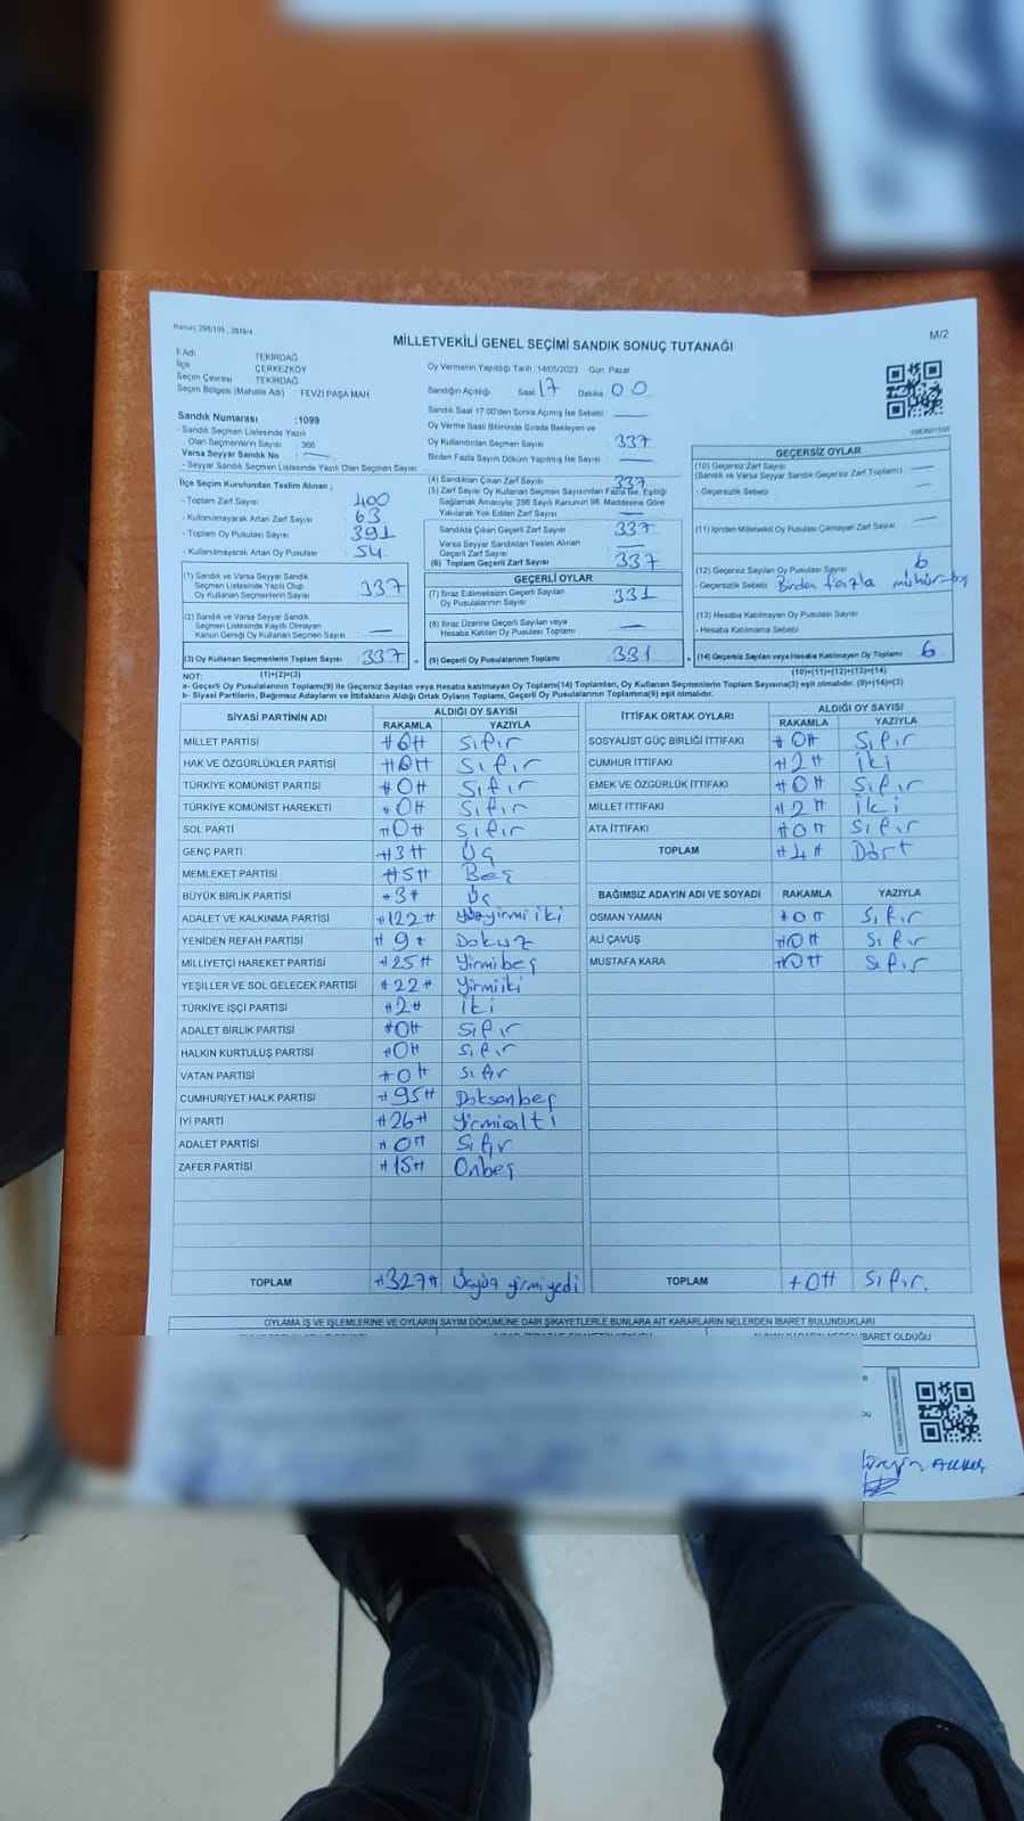 M/2
MİLLETVEKİLİ GENEL SEÇİMİ SANDIK SONUÇ TUTANAĞI
İl Adı TEKİRDAĞ
İlçe ÇERKEZKÖY
Seçim Çevresi TEKİRDAĞ
Seçim Bölgesi (Mahalle Adı) FEVZİ PAŞA MAH
Oy Vermenin Yapıldığı Tarih :14/05/2023 Gün: Pazar
Sandığın Açıldığı Saat 17 Dakika 00
Sandık Saat 17.00'den Sonra Açılmış İse Sebebi
Oy Verme Saati Bitiminde Sırada Bekleyen ve
Oy Kullandırılan Seçmen Sayısı 337
Birden Fazla Sayım Döküm Yapılmış İse Sayısı
Sandık Numarası :1099
- Sandık Seçmen Listesinde Yazılı
Olan Seçmenlerin Sayısı : 366
Varsa Seyyar Sandık No
- Seyyar Sandık Seçmen Listesinde Yazılı Olan Seçmen Sayısı
İlçe Seçim Kurulundan Teslim Alınan ;
- Toplam Zarf Sayısı 400
- Kullanılmayarak Artan Zarf Sayısı 63
- Toplam Oy Pusulası Sayısı 391
- Kullanılmayarak Artan Oy Pusulası 54
(1) Sandık ve Varsa Seyyar Sandık
Seçmen Listesinde Yazılı Olup
Oy Kullanan Seçmenlerin Sayısı 337
(2) Sandık ve Varsa Seyyar Sandık
Seçmen Listesinde Kayıtlı Olmayan
Kanun Gereği Oy Kullanan Seçmen Sayısı
(3) Oy Kullanan Seçmenlerin Toplam Sayısı 337
(1)+(2)=(3)
(4) Sandıktan Çıkan Zarf Sayısı 337
(5) Zarf Sayısı Oy Kullanan Seçmen Sayısından Fazla İse, Eşitliği
Sağlamak Amacıyla, 298 Sayılı Kanunun 98. Maddesine Göre
Yakılarak Yok Edilen Zarf Sayısı
Sandıkta Çıkan Geçerli Zarf Sayısı 337
Varsa Seyyar Sandıktan Teslim Alınan
Geçerli Zarf Sayısı
(6) Toplam Geçerli Zarf Sayısı 337
GEÇERLİ OYLAR
(7) İtiraz Edilmeksizin Geçerli Sayılan
Oy Pusulalarının Sayısı 331
(8) İtiraz Üzerine Geçerli Sayılan veya
Hesaba Katılan Oy Pusulası Toplamı
(9) Geçerli Oy Pusulalarının Toplamı 331
GEÇERSİZ OYLAR
(10) Geçersiz Zarf Sayısı
(Sandık ve Varsa Seyyar Sandık Geçersiz Zarf Toplamı)
- Geçersizlik Sebebi
(11) İçinden Milletvekili Oy Pusulası Çıkmayan Zarf Sayısı
(12) Geçersiz Sayılan Oy Pusulası Sayısı 6
- Geçersizlik Sebebi Birden fazla mühür
(13) Hesaba Katılmayan Oy Pusulası Sayısı
- Hesaba Katılmama Sebebi
(14) Geçersiz Sayılan veya Hesaba Katılmayan Oy Toplamı 6
(10)+(11)+(12)+(13)=(14)
NOT:
a- Geçerli Oy Pusulalarının Toplamı(9) ile Geçersiz Sayılan veya Hesaba katılmayan Oy Toplamı(14) Toplamları, Oy Kullanan Seçmenlerin Toplam Sayısına(3) eşit olmalıdır. (9)+(14)=(3)
b- Siyasi Partilerin, Bağımsız Adayların ve İttifakların Aldığı Ortak Oyların Toplamı, Geçerli Oy Pusulalarının Toplamına(9) eşit olmalıdır.
SİYASİ PARTİNİN ADI ALDIĞI OY SAYISI
RAKAMLA YAZIYLA
MİLLET PARTİSİ #0# Sıfır
HAK VE ÖZGÜRLÜKLER PARTİSİ #0# Sıfır
TÜRKİYE KOMÜNİST PARTİSİ #0# Sıfır
TÜRKİYE KOMÜNİST HAREKETİ #0# Sıfır
SOL PARTİ #0# Sıfır
GENÇ PARTİ #3# Üç
MEMLEKET PARTİSİ #5# Beş
BÜYÜK BİRLİK PARTİSİ #3# Üç
ADALET VE KALKINMA PARTİSİ #122# Yüzyirmi iki
YENİDEN REFAH PARTİSİ #9# Dokuz
MİLLİYETÇİ HAREKET PARTİSİ #25# Yirmibeş
YEŞİLLER VE SOL GELECEK PARTİSİ #22# Yirmiiki
TÜRKİYE İŞÇİ PARTİSİ #2# İki
ADALET BİRLİK PARTİSİ #0# Sıfır
HALKIN KURTULUŞ PARTİSİ #0# Sıfır
VATAN PARTİSİ #0# Sıfır
CUMHURİYET HALK PARTİSİ #95# Doksanbeş
İYİ PARTİ #26# Yirmialtı
ADALET PARTİSİ #0# Sıfır
ZAFER PARTİSİ #15# Onbeş
TOPLAM #327# Üçyüz yirmiyedi
İTTİFAK ORTAK OYLARI ALDIĞI OY SAYISI
RAKAMLA YAZIYLA
SOSYALİST GÜÇ BİRLİĞİ İTTİFAKI #0# Sıfır
CUMHUR İTTİFAKI #2# İki
EMEK VE ÖZGÜRLÜK İTTİFAKI #0# Sıfır
MİLLET İTTİFAKI #2# İki
ATA İTTİFAKI #0# Sıfır
TOPLAM #4# Dört
BAĞIMSIZ ADAYIN ADI VE SOYADI RAKAMLA YAZIYLA
OSMAN YAMAN #0# Sıfır
ALİ ÇAVUŞ #0# Sıfır
MUSTAFA KARA #0# Sıfır
TOPLAM #0# Sıfır.
OYLAMA İŞ VE İŞLEMLERİNE VE OYLARIN SAYIM DÖKÜMÜNE DAİR ŞİKAYETLERLE BUNLARA AİT KARARLARIN NELERDEN İBARET BULUNDUKLARI
İBARET OLDUĞU